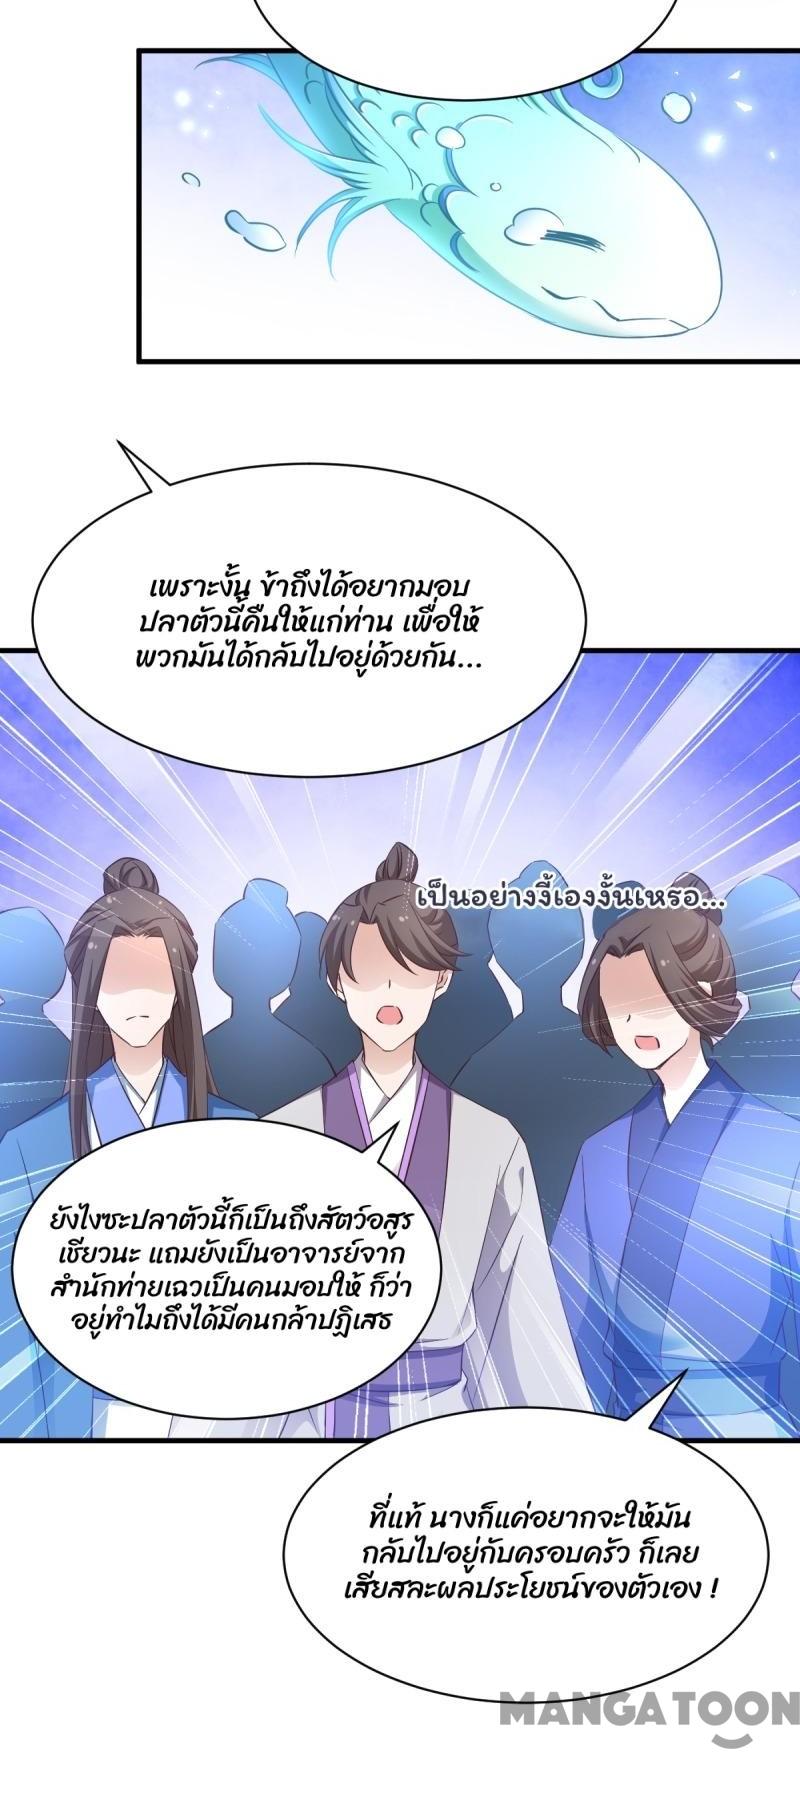 เพราะงั้น ข้าถึงได้อยากมอบ
ปลาตัวนี้คืนให้แก่ท่าน เพื่อให้
พวกมันได้กลับไปอยู่ด้วยกัน...
เป็นอย่างงี้เองงั้นเหรอ...
ยังไงซะปลาตัวนี้ก็เป็นถึงสัตว์อสูร
เชียวนะ แถมยังเป็นอาจารย์จาก
สำนักท่ายเฉวเป็นคนมอบให้ ก็ว่า
อยู่ทำไมถึงได้มีคนกล้าปฏิเสธ
ที่แท้ นางก็แค่อยากจะให้มัน
กลับไปอยู่กับครอบครัว ก็เลย
เสียสละผลประโยชน์ของตัวเอง !
MANGATOON